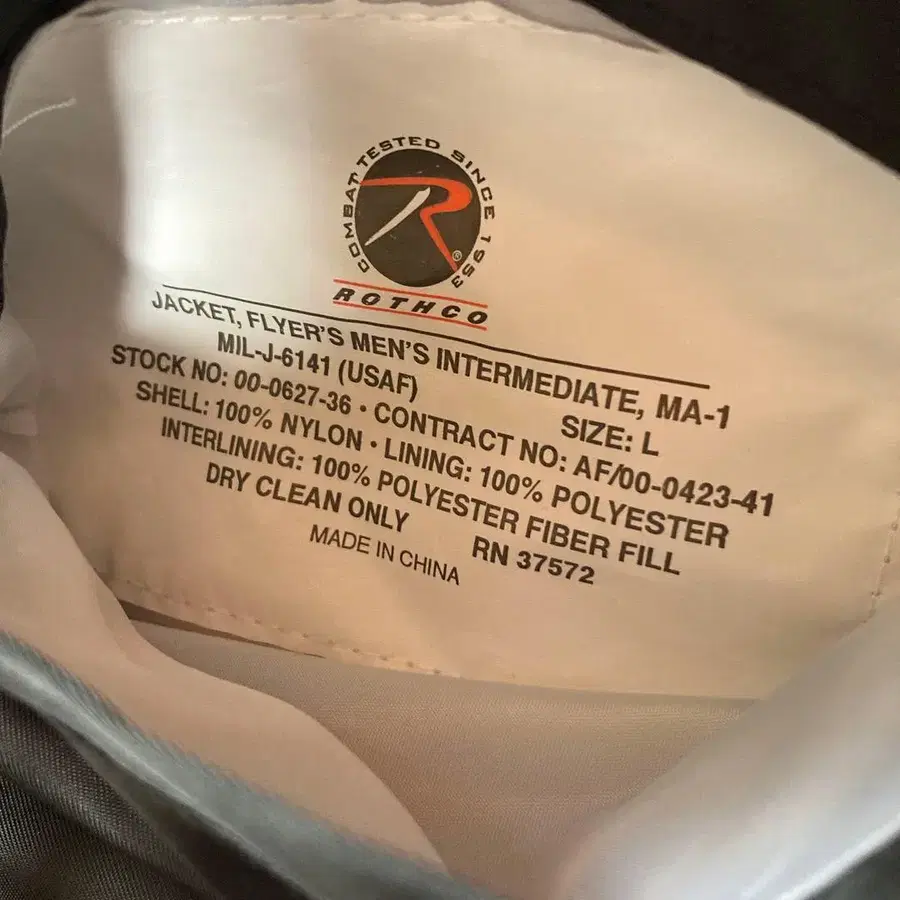 COMBAT TESTED SINCE 1953
R
®
ROTHCO
JACKET, FLYER'S MEN'S INTERMEDIATE, MA-1
MIL-J-6141 (USAF) SIZE: L
STOCK NO: 00-0627-36 • CONTRACT NO: AF/00-0423-41
SHELL: 100% NYLON • LINING: 100% POLYESTER
INTERLINING: 100% POLYESTER FIBER FILL
DRY CLEAN ONLY RN 37572
MADE IN CHINA